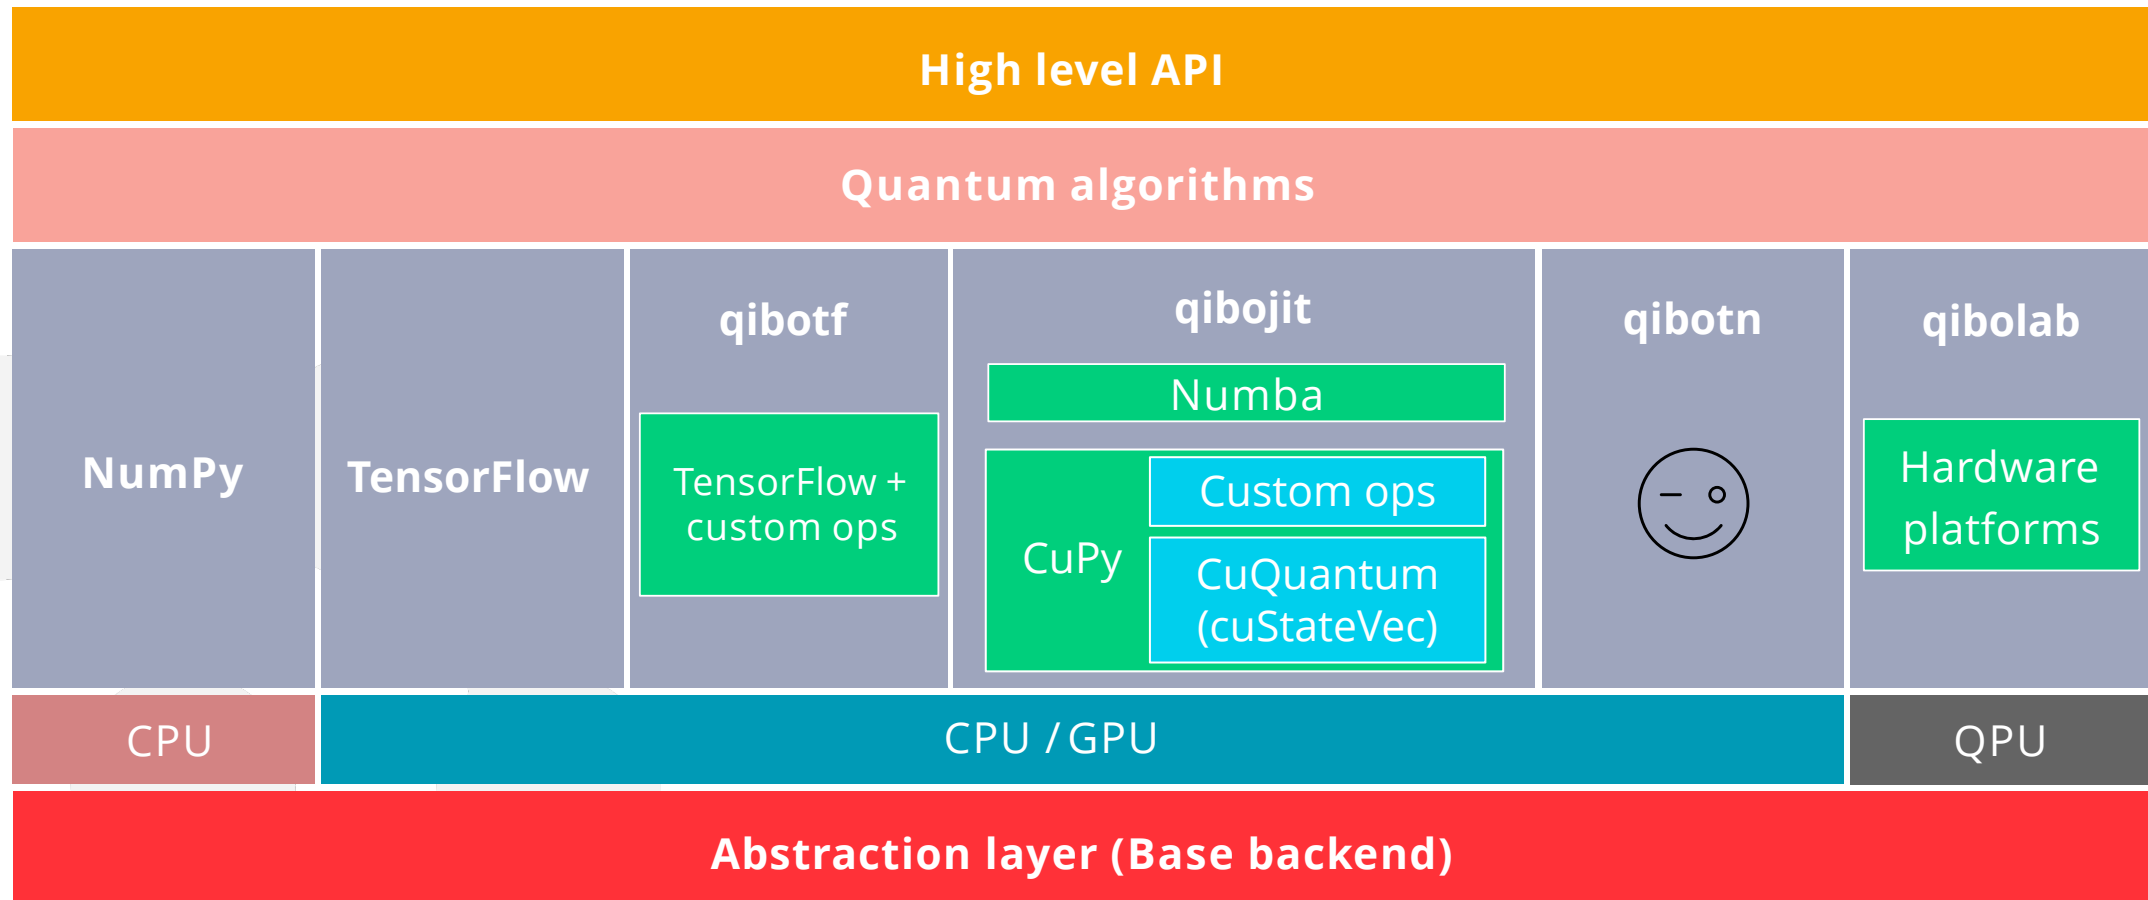 High level API
Quantum algorithms
NumPy
TensorFlow
qibotf
TensorFlow +
custom ops
qibojit
Numba
CuPy
Custom ops
CuQuantum
(cuStateVec)
qibotn
qibolab
Hardware
platforms
CPU
CPU / GPU
QPU
Abstraction layer (Base backend)